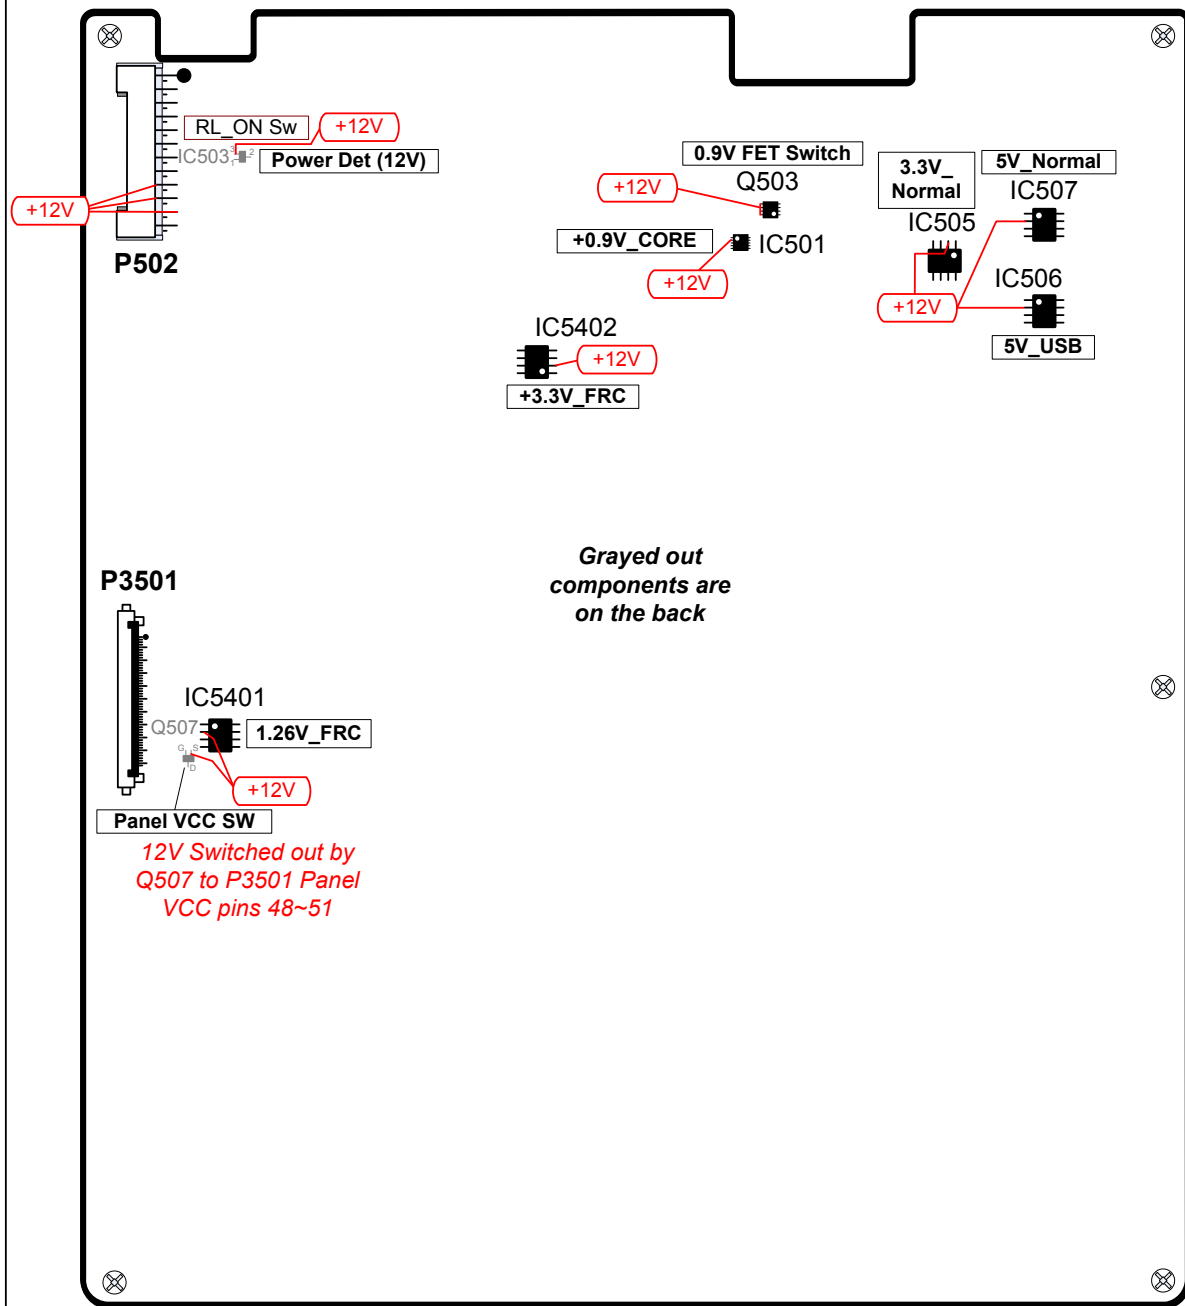 RL_ON Sw
+12V
IC503
3
1
2
Power Det (12V)
+12V
P502
0.9V FET Switch
+12V
Q503
+0.9V_CORE
IC501
+12V
3.3V_
Normal
IC505
5V_Normal
IC507
+12V
IC506
5V_USB
IC5402
+12V
+3.3V_FRC
Grayed out
components are
on the back
P3501
IC5401
Q507
1.26V_FRC
G
S
D
+12V
Panel VCC SW
12V Switched out by
Q507 to P3501 Panel
VCC pins 48~51